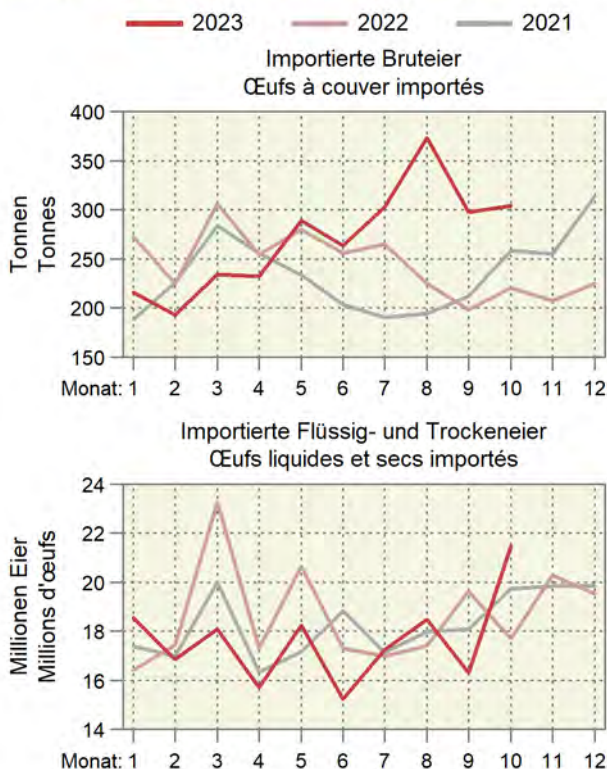 2023 2022 2021
Importierte Bruteier
Œufs à couver importés
Tonnen
Tonnes
400
350
300
250
200
150
Monat: 1 2 3 4 5 6 7 8 9 10 11 12
Importierte Flüssig- und Trockeneier
Œufs liquides et secs importés
Millionen Eier
Millions d'œufs
24
22
20
18
16
14
Monat: 1 2 3 4 5 6 7 8 9 10 11 12